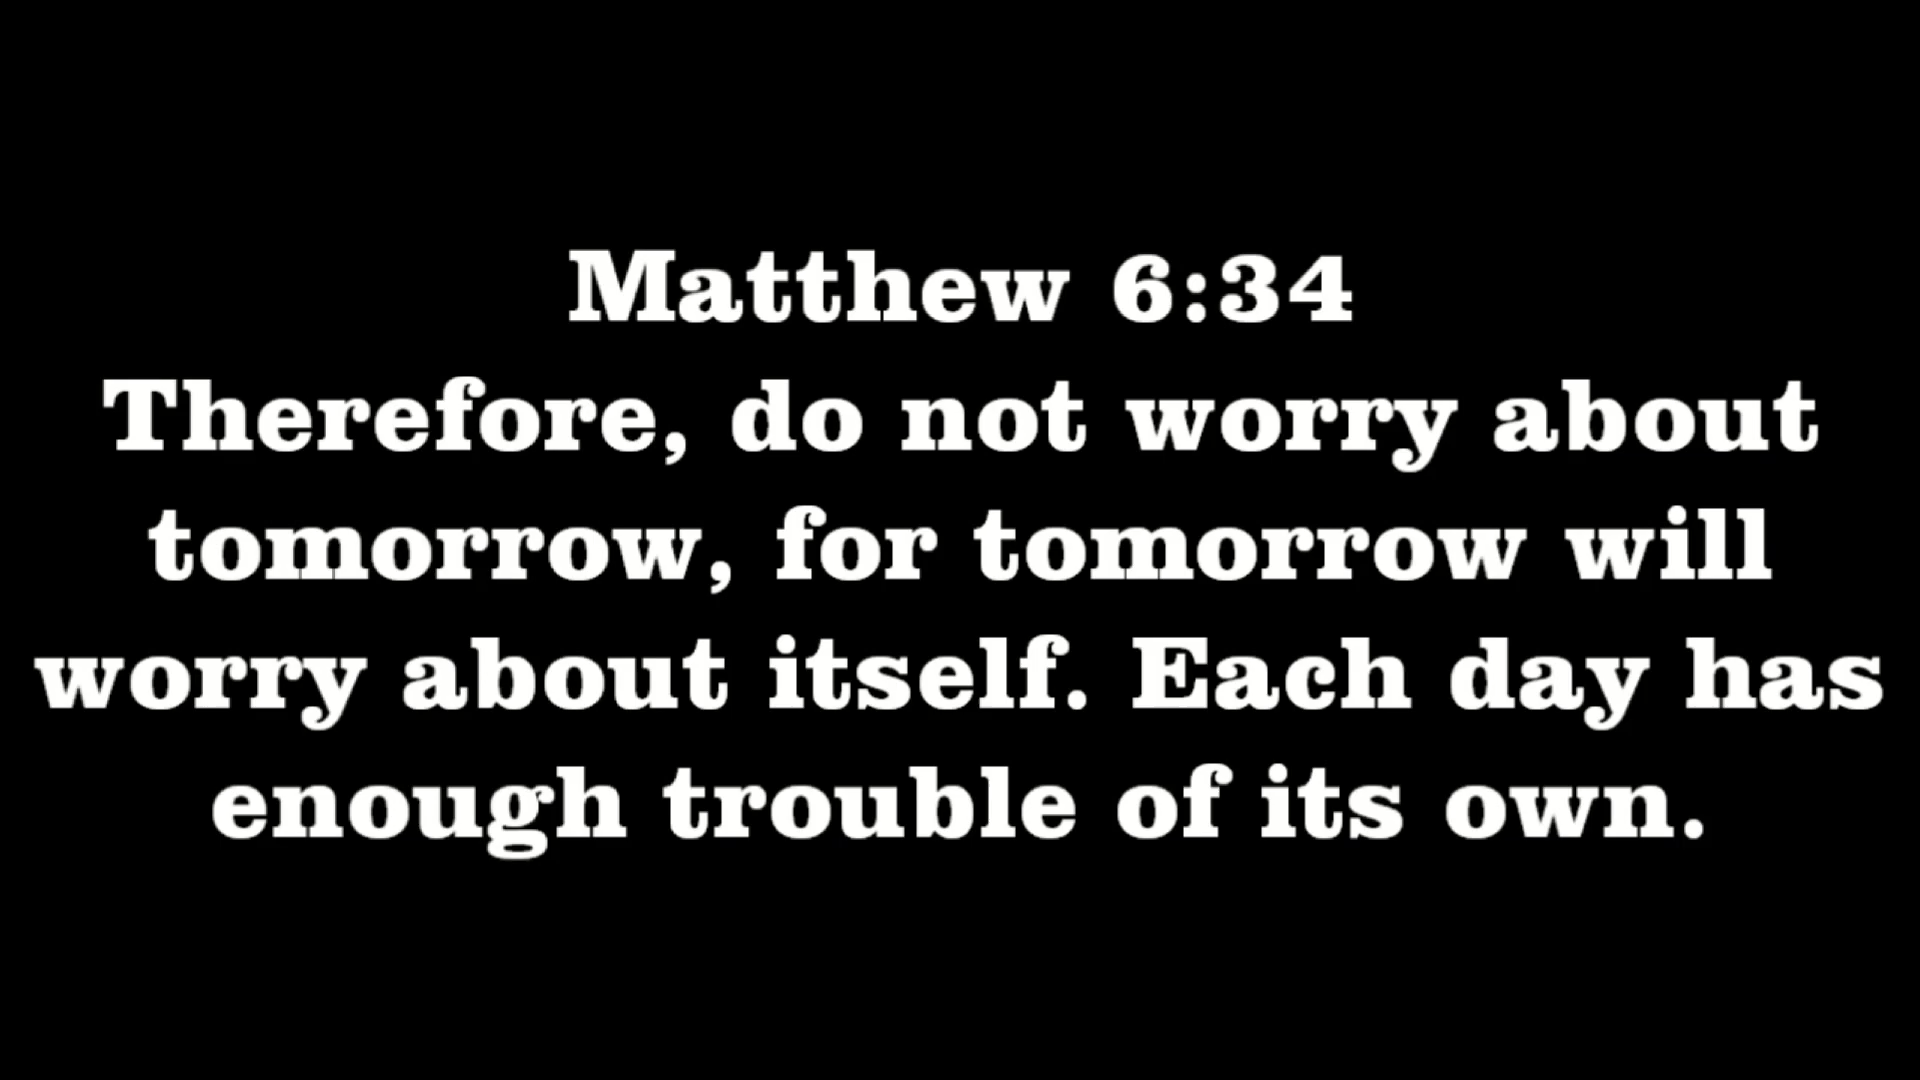 Matthew 6:34
Therefore, do not worry about
tomorrow, for tomorrow will
worry about itself. Each day has
enough trouble of its own.